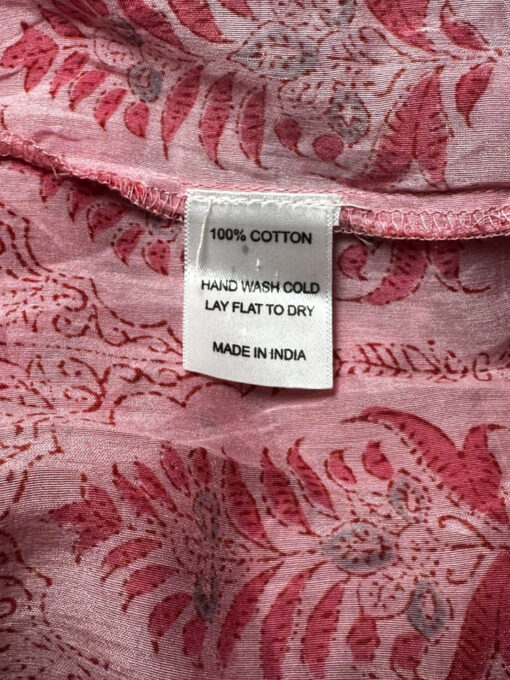 100% COTTON
HAND WASH COLD
LAY FLAT TO DRY
MADE IN INDIA